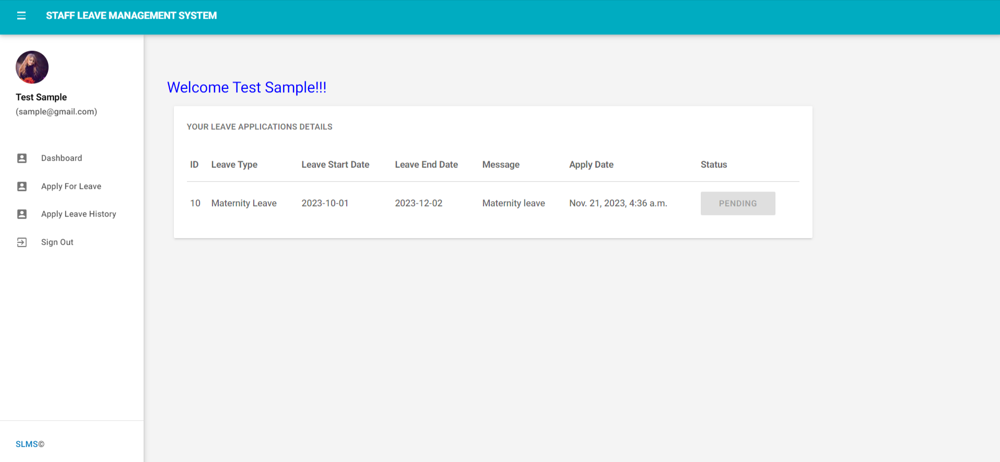 STAFF LEAVE MANAGEMENT SYSTEM
Test Sample
(sample@gmail.com)
Dashboard
Apply For Leave
Apply Leave History
Sign Out
SLMS©
Welcome Test Sample!!!
YOUR LEAVE APPLICATIONS DETAILS
ID Leave Type Leave Start Date Leave End Date Message Apply Date Status
10 Maternity Leave 2023-10-01 2023-12-02 Maternity leave Nov. 21, 2023, 4:36 a.m. PENDING